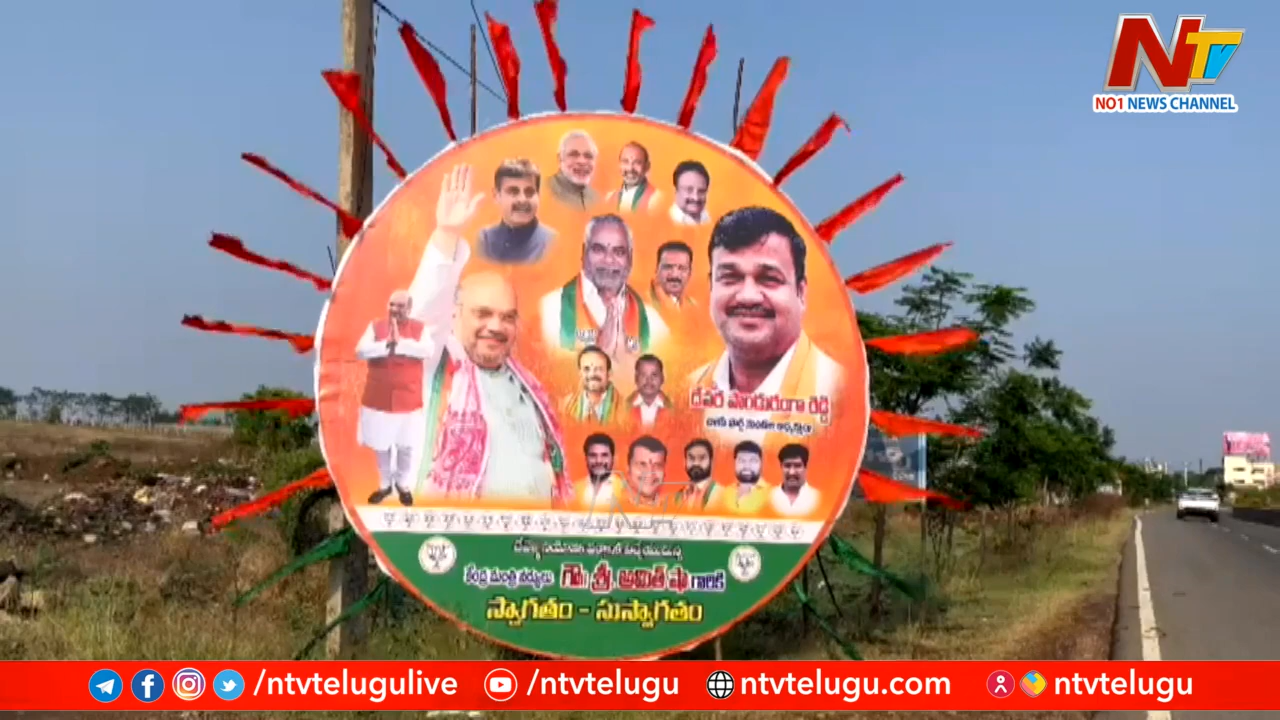 NTV
NO1 NEWS CHANNEL
దేవర పాండురంగా రెడ్డి
కేంద్ర మంత్రి వర్యులు గౌ శ్రీ అమిత్ షా గారికి
స్వాగతం - సుస్వాగతం
/ntvtelugulive
/ntvtelugu
ntvtelugu.com
ntvtelugu